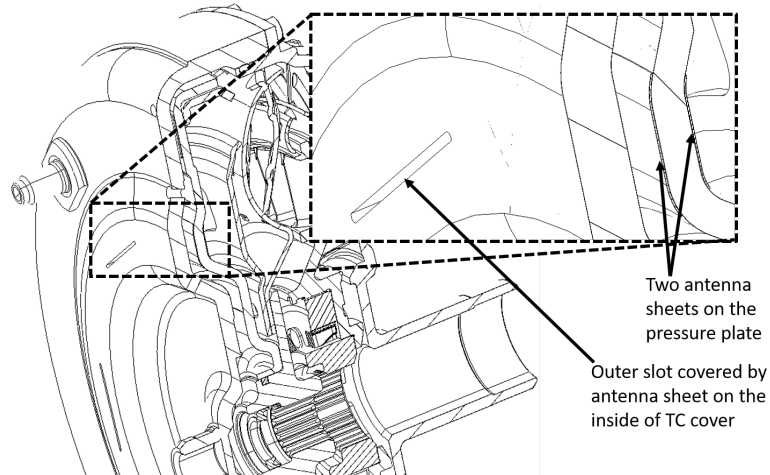 Two antenna
sheets on the
pressure plate
Outer slot covered by
antenna sheet on the
inside of TC cover